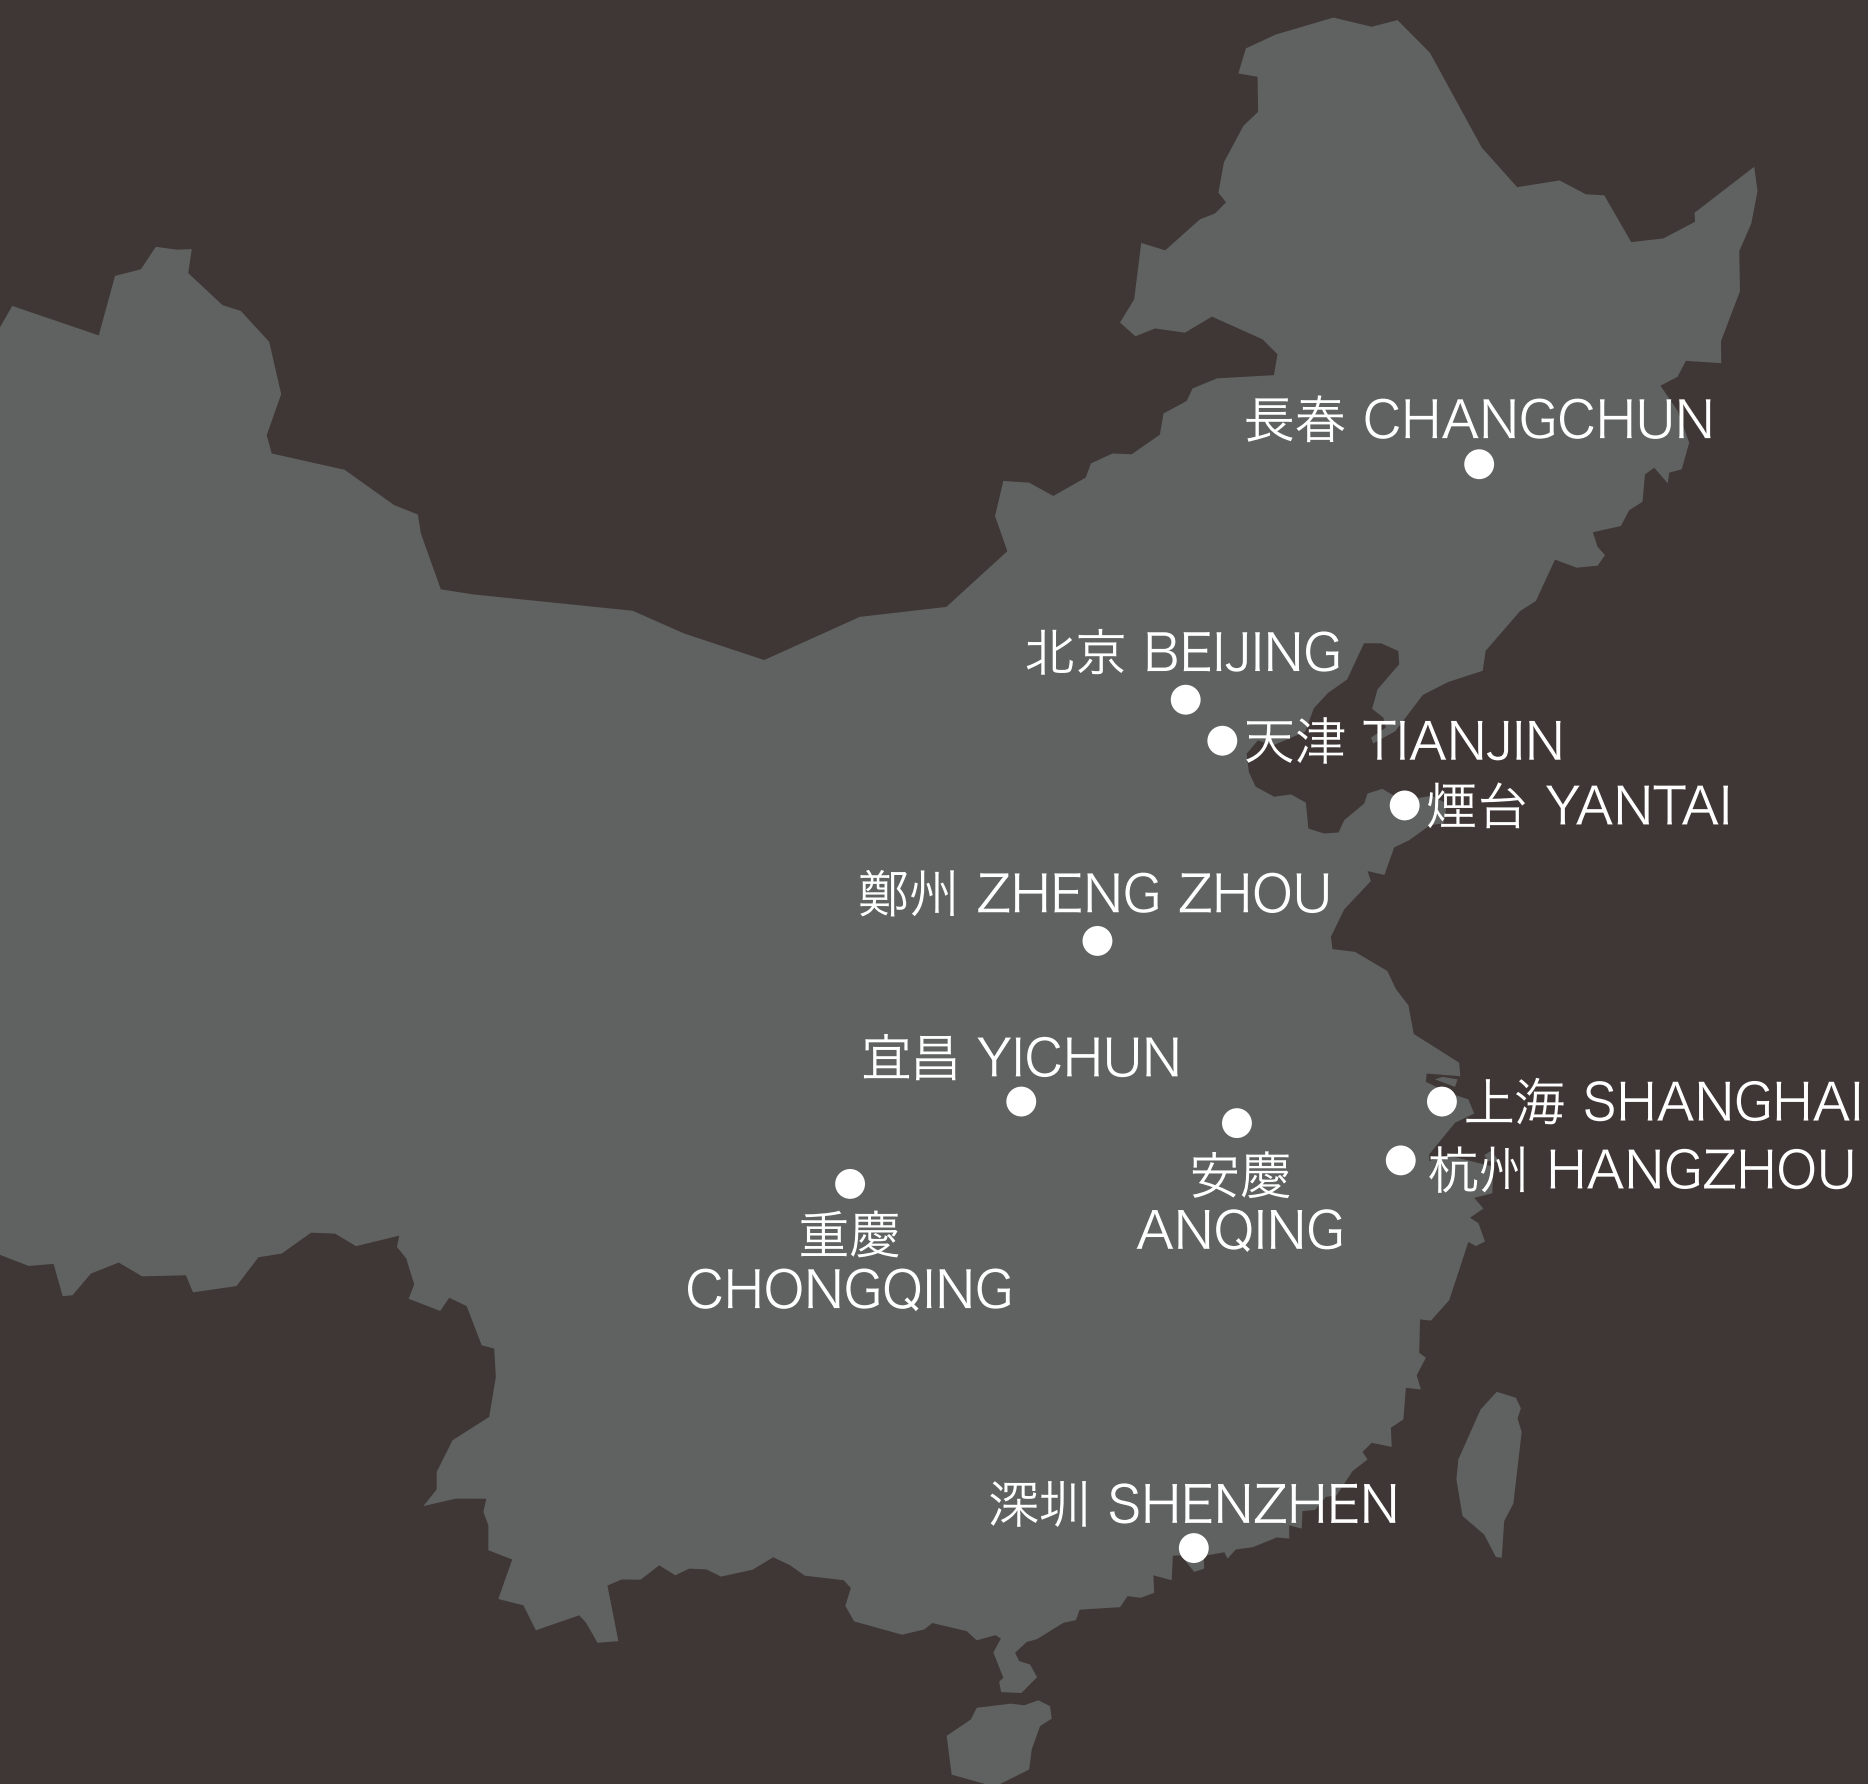 長春 CHANGCHUN
北京 BEIJING
天津 TIANJIN
煙台 YANTAI
鄭州 ZHENG ZHOU
宜昌 YICHUN
上海 SHANGHAI
安慶
ANQING
杭州 HANGZHOU
重慶
CHONGQING
深圳 SHENZHEN